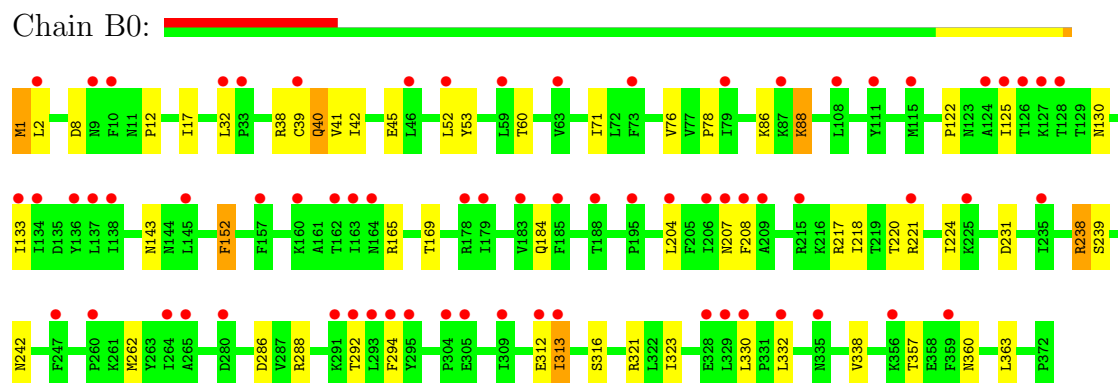 Chain B0:
M1 L2 D8 N9 F10 N11 P12 I17 L32 P33 R38 C39 Q40 V41 I42 E45 L46 L52 Y53 L59 T60 V63 I71 L72 F73 V76 V77 P78 I79 K86 K87 K88 L108 Y111 M115 P122 N123 A124 I125 T126 K127 T128 T129 N130
I133 I134 D135 Y136 L137 I138 N143 N144 L145 F152 F157 K160 A161 T162 I163 N164 R165 T169 R178 I179 V183 Q184 F185 T188 P195 L204 F205 I206 N207 F208 A209 R215 K216 R217 I218 T219 T220 R221 I224 K225 D231 I235 R238 S239
N242 F247 P260 K261 M262 Y263 I264 A265 D280 D286 V287 R288 K291 T292 L293 F294 Y295 P304 E305 I309 E312 I313 S316 R321 L322 I323 E328 L329 L330 P331 L332 N335 V338 K356 T357 E358 F359 N360 L363 P372